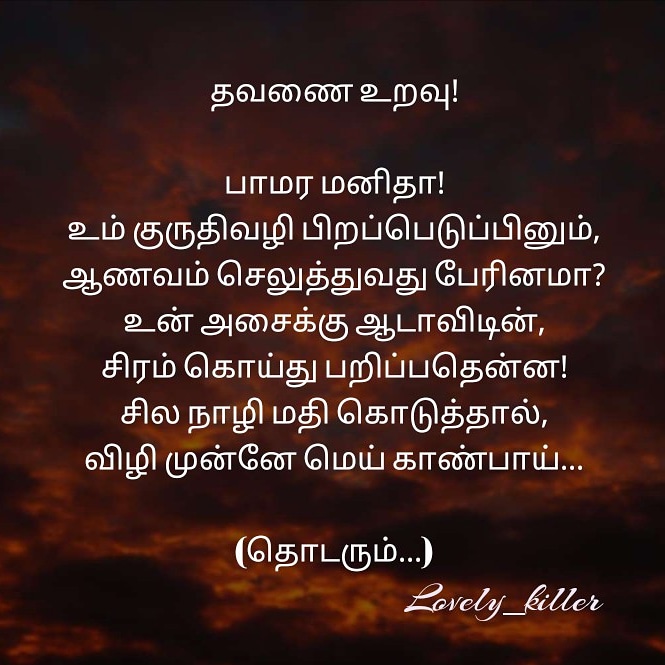 தவணை உறவு!
பாமர மனிதா!
உம் குருதிவழி பிறப்பெடுப்பினும்,
ஆணவம் செலுத்துவது பேரினமா?
உன் அசைக்கு ஆடாவிடின்,
சிரம் கொய்து பறிப்பதென்ன!
சில நாழி மதி கொடுத்தால்,
விழி முன்னே மெய் காண்பாய்...
(தொடரும்...)
Lovely_killer